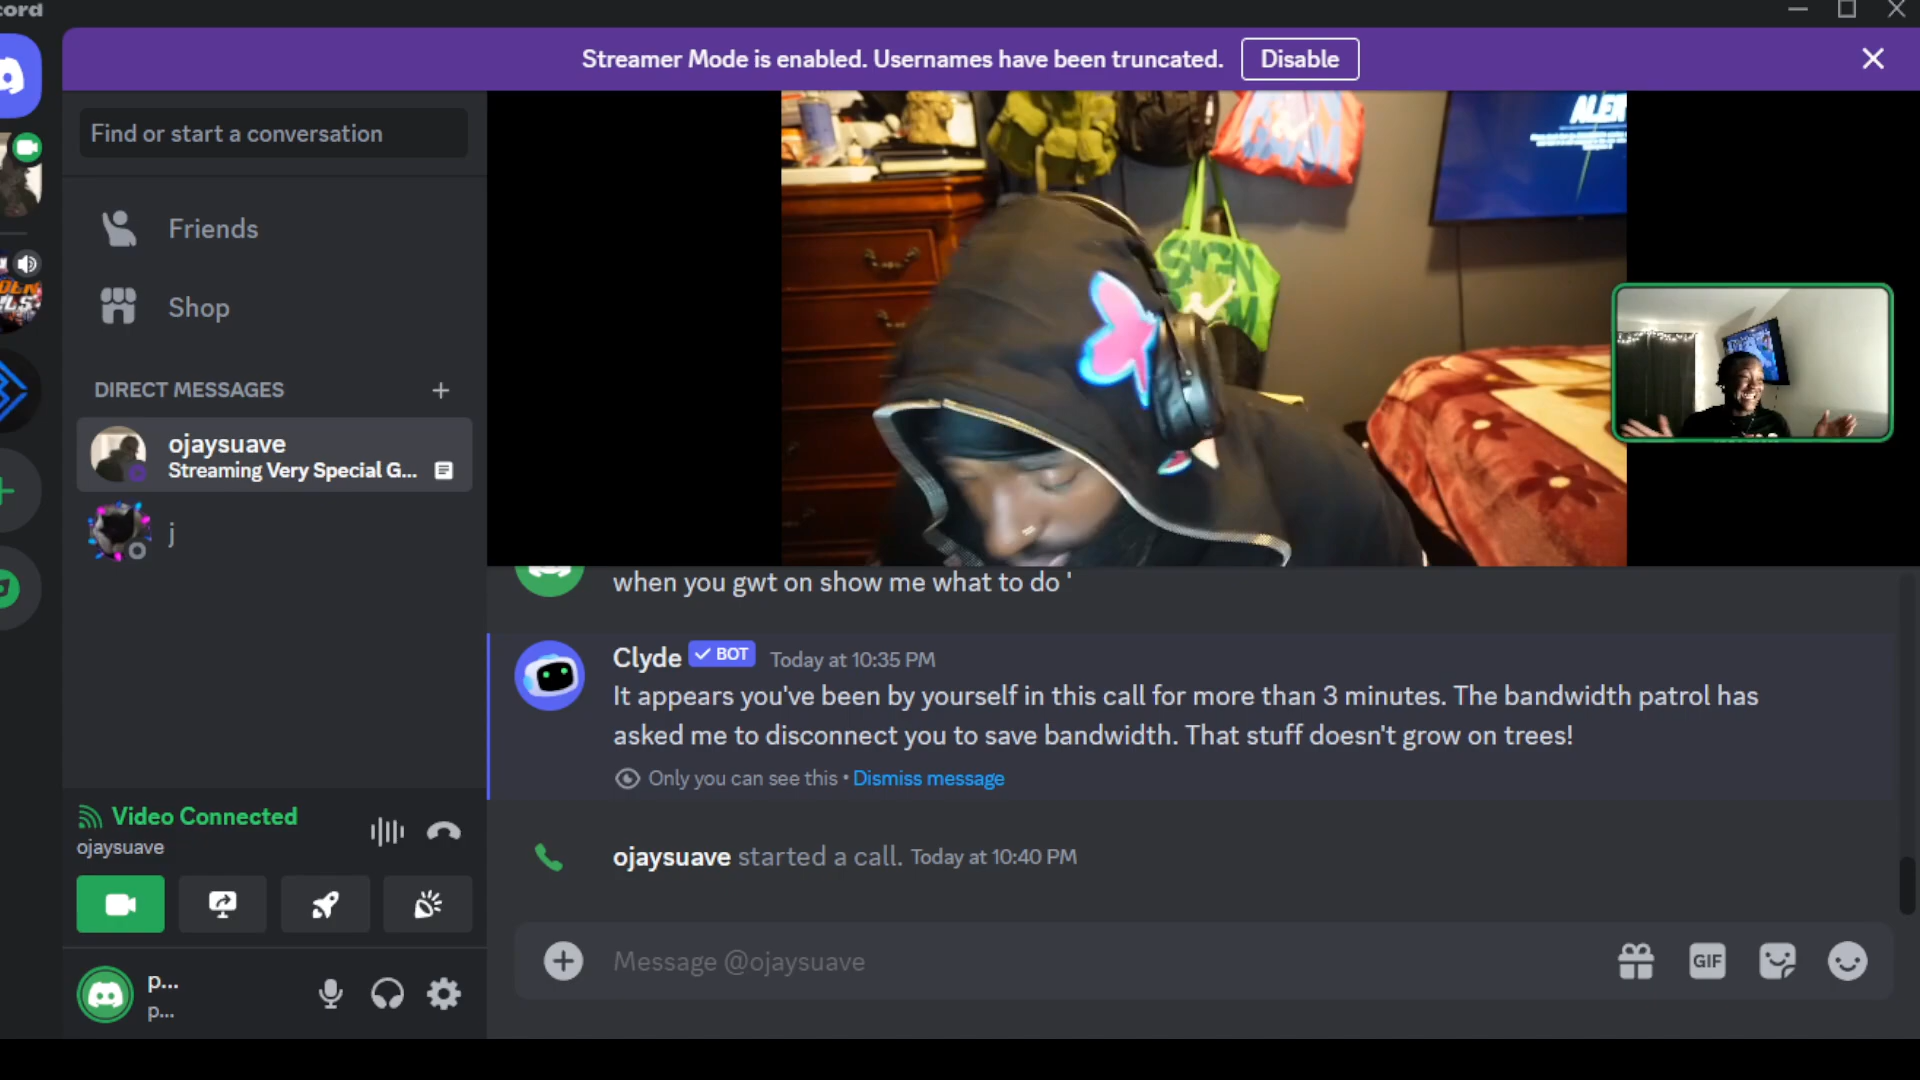 cord
Streamer Mode is enabled. Usernames have been truncated.
Disable
Find or start a conversation
Friends
Shop
DIRECT MESSAGES
ojaysuave
Streaming Very Special G...
j
SIGN
when you gwt on show me what to do '
Clyde
BOT
Today at 10:35 PM
It appears you've been by yourself in this call for more than 3 minutes. The bandwidth patrol has
asked me to disconnect you to save bandwidth. That stuff doesn't grow on trees!
Only you can see this • Dismiss message
ojaysuave started a call. Today at 10:40 PM
Video Connected
ojaysuave
p...
p...
Message @ojaysuave
GIF